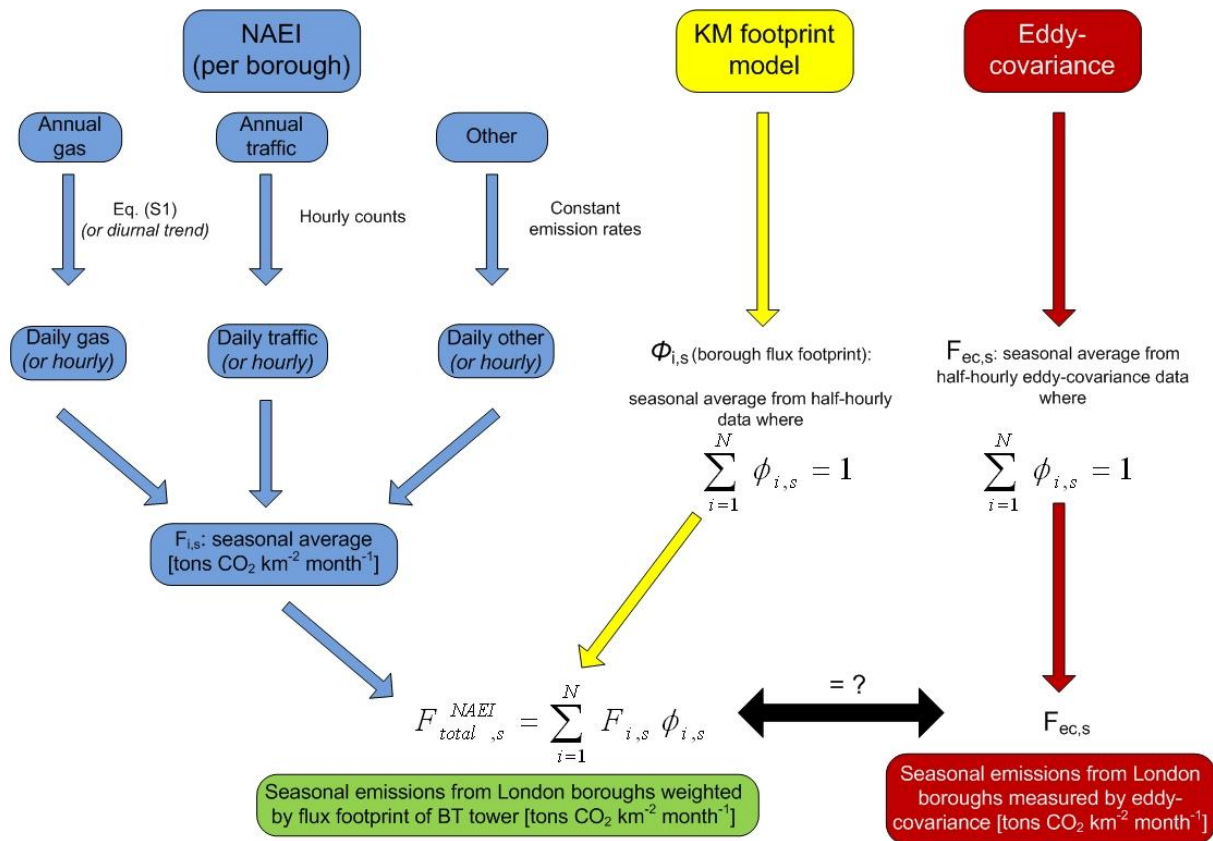 NAEI
(per borough)
KM footprint
model
Eddy-
covariance
Annual
gas
Annual
traffic
Other
Eq. (S1)
(or diurnal trend)
Hourly counts
Constant
emission rates
Daily gas
(or hourly)
Daily traffic
(or hourly)
Daily other
(or hourly)
Φi,s (borough flux footprint):
seasonal average from half-hourly
data where
∑_{i=1}^{N} ϕ_{i,s} = 1
Fec,s: seasonal average from
half-hourly eddy-covariance data
where
∑_{i=1}^{N} ϕ_{i,s} = 1
Fi,s: seasonal average
[tons CO₂ km⁻² month⁻¹]
F_{total ,s}^{NAEI} = ∑_{i=1}^{N} F_{i,s} ϕ_{i,s}
= ?
Fec,s
Seasonal emissions from London boroughs weighted
by flux footprint of BT tower [tons CO₂ km⁻² month⁻¹]
Seasonal emissions from London
boroughs measured by eddy-
covariance [tons CO₂ km⁻² month⁻¹]